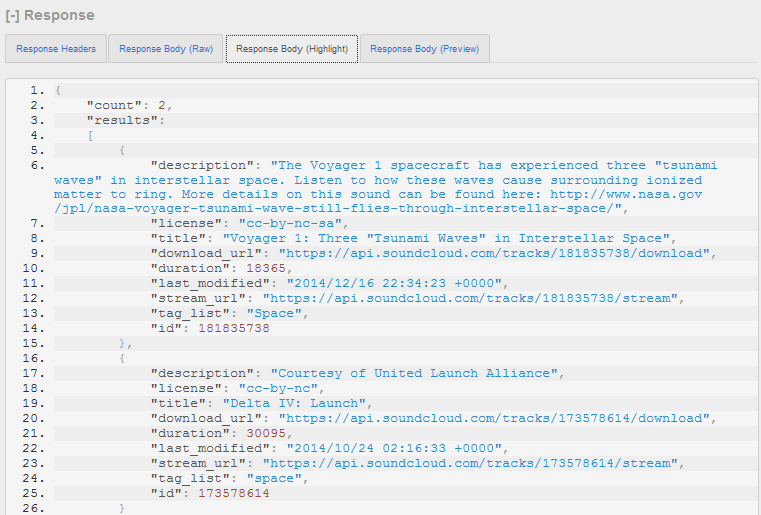 [-] Response
Response Headers Response Body (Raw) Response Body (Highlight) Response Body (Preview)
1. {
2. "count": 2,
3. "results":
4. [
5. {
6. "description": "The Voyager 1 spacecraft has experienced three "tsunami
waves" in interstellar space. Listen to how these waves cause surrounding ionized
matter to ring. More details on this sound can be found here: http://www.nasa.gov
/jpl/nasa-voyager-tsunami-wave-still-flies-through-interstellar-space/",
7. "license": "cc-by-nc-sa",
8. "title": "Voyager 1: Three "Tsunami Waves" in Interstellar Space",
9. "download_url": "https://api.soundcloud.com/tracks/181835738/download",
10. "duration": 18365,
11. "last_modified": "2014/12/16 22:34:23 +0000",
12. "stream_url": "https://api.soundcloud.com/tracks/181835738/stream",
13. "tag_list": "Space",
14. "id": 181835738
15. },
16. {
17. "description": "Courtesy of United Launch Alliance",
18. "license": "cc-by-nc",
19. "title": "Delta IV: Launch",
20. "download_url": "https://api.soundcloud.com/tracks/173578614/download",
21. "duration": 30095,
22. "last_modified": "2014/10/24 02:16:33 +0000",
23. "stream_url": "https://api.soundcloud.com/tracks/173578614/stream",
24. "tag_list": "space",
25. "id": 173578614
26. }